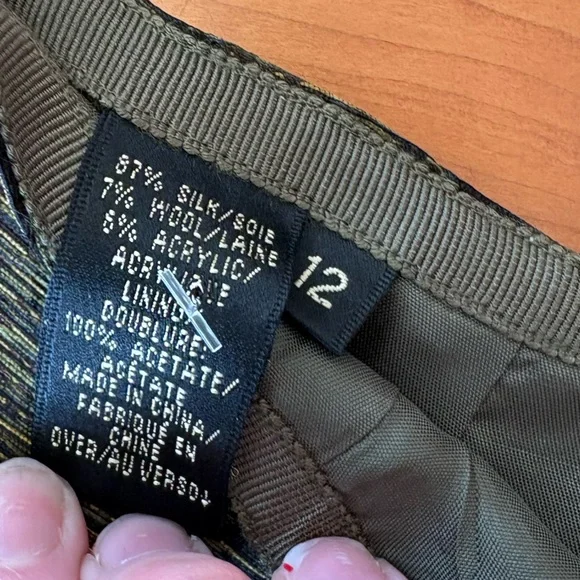 87% SILK/SOIE
7% WOOL/LAINE
6% ACRYLIC/
ACRYLIQUE
LINING/
DOUBLURE:
100% ACETATE/
ACÉTATE
MADE IN CHINA/
FABRIQUÉ EN
CHINE
OVER/AU VERSO
12